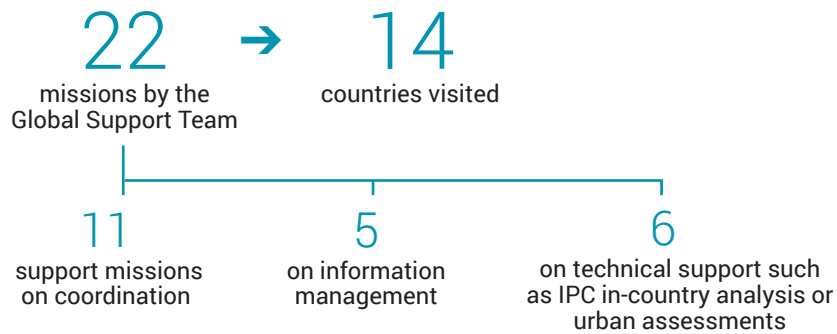 22 → 14
missions by the
Global Support Team
countries visited
11
support missions
on coordination
5
on information
management
6
on technical support such
as IPC in-country analysis or
urban assessments